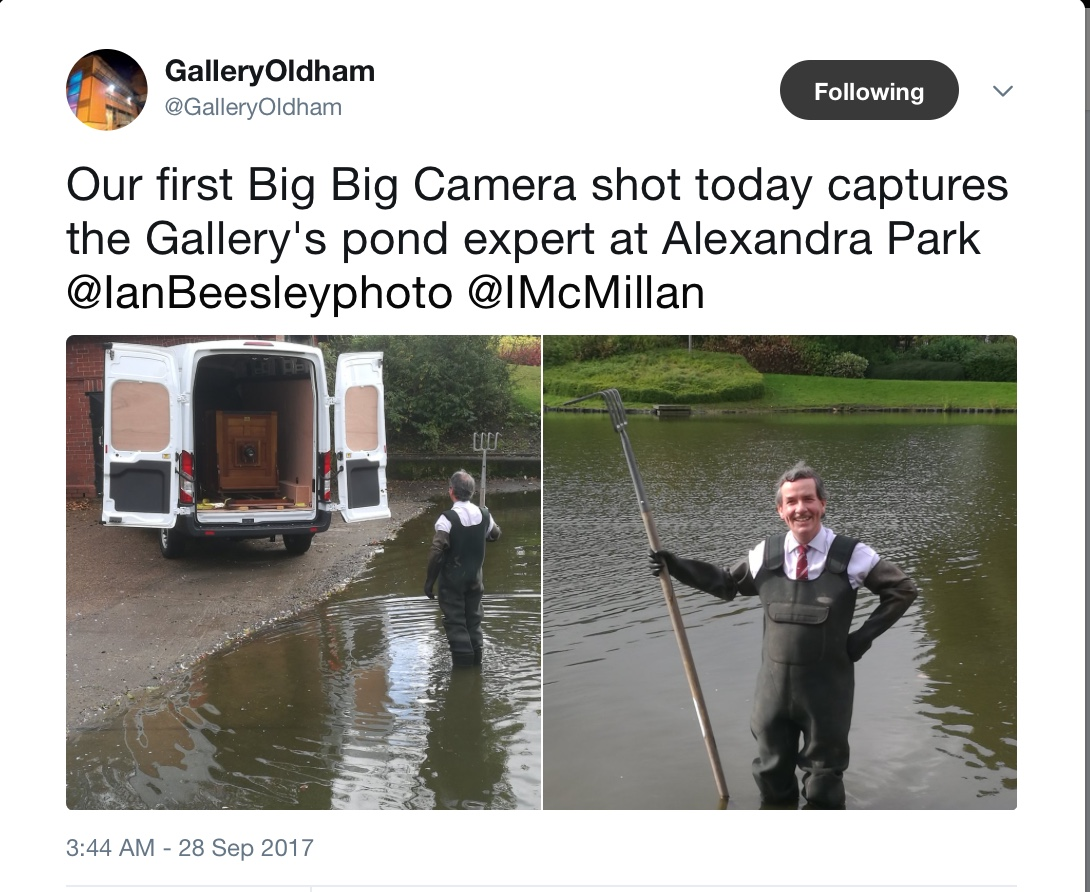 GalleryOldham
@GalleryOldham
Following
Our first Big Big Camera shot today captures
the Gallery's pond expert at Alexandra Park
@IanBeesleyphoto @IMcMillan
3:44 AM - 28 Sep 2017